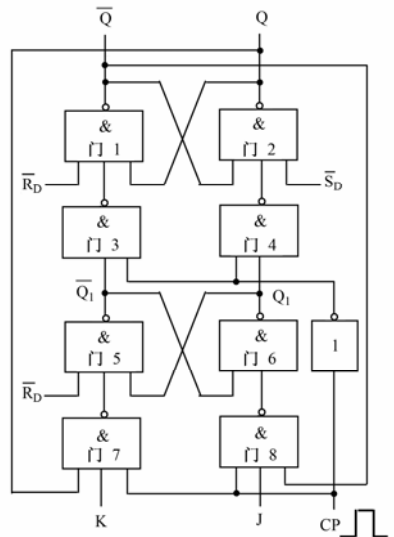 Q̅ Q
& &
门 1 门 2
R̅D S̅D
& &
门 3 门 4
Q̅1 Q1
& & 1
门 5 门 6
R̅D
& &
门 7 门 8
K J CP